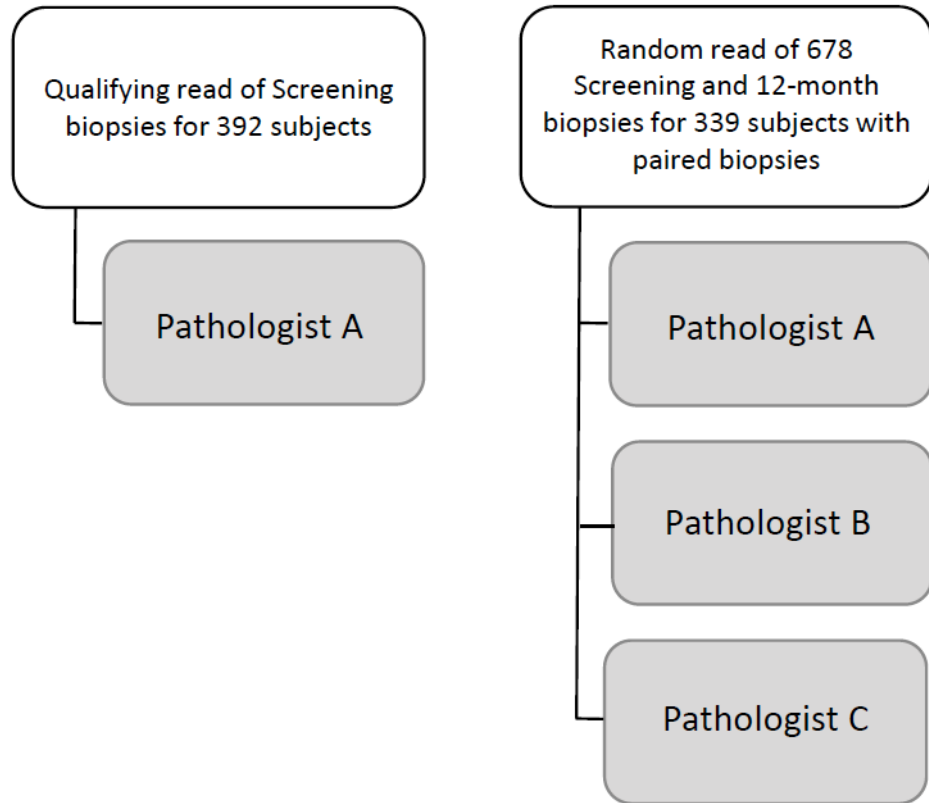 Qualifying read of Screening
biopsies for 392 subjects
Pathologist A
Random read of 678
Screening and 12-month
biopsies for 339 subjects with
paired biopsies
Pathologist A
Pathologist B
Pathologist C